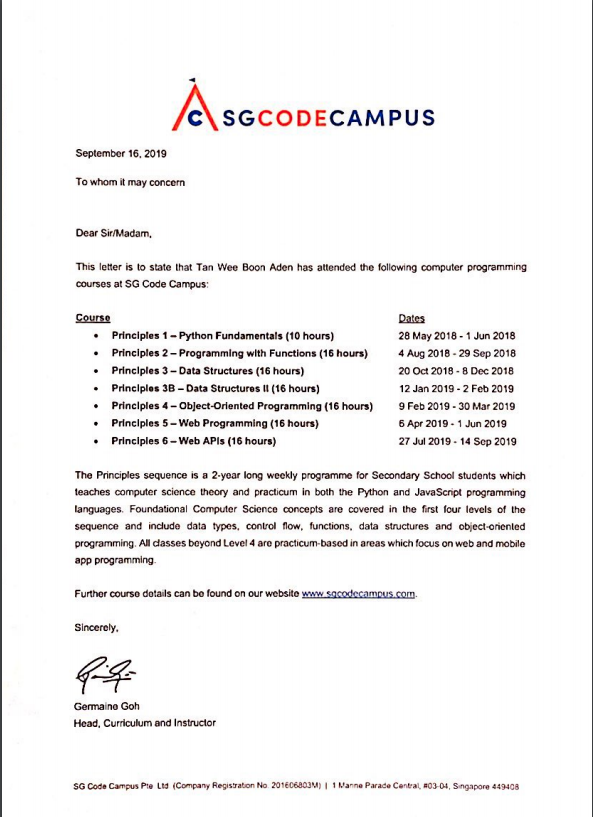 SGCODECAMPUS
September 16, 2019
To whom it may concern
Dear Sir/Madam,
This letter is to state that Tan Wee Boon Aden has attended the following computer programming
courses at SG Code Campus:
Course Dates
• Principles 1 – Python Fundamentals (10 hours) 28 May 2018 - 1 Jun 2018
• Principles 2 – Programming with Functions (16 hours) 4 Aug 2018 - 29 Sep 2018
• Principles 3 – Data Structures (16 hours) 20 Oct 2018 - 8 Dec 2018
• Principles 3B – Data Structures II (16 hours) 12 Jan 2019 - 2 Feb 2019
• Principles 4 – Object-Oriented Programming (16 hours) 9 Feb 2019 - 30 Mar 2019
• Principles 5 – Web Programming (16 hours) 6 Apr 2019 - 1 Jun 2019
• Principles 6 – Web APIs (16 hours) 27 Jul 2019 - 14 Sep 2019
The Principles sequence is a 2-year long weekly programme for Secondary School students which
teaches computer science theory and practicum in both the Python and JavaScript programming
languages. Foundational Computer Science concepts are covered in the first four levels of the
sequence and include data types, control flow, functions, data structures and object-oriented
programming. All classes beyond Level 4 are practicum-based in areas which focus on web and mobile
app programming.
Further course details can be found on our website www.sgcodecampus.com.
Sincerely,
Germaine Goh
Head, Curriculum and Instructor
SG Code Campus Pte Ltd (Company Registration No. 201606803M) | 1 Marine Parade Central, #03-04, Singapore 449408